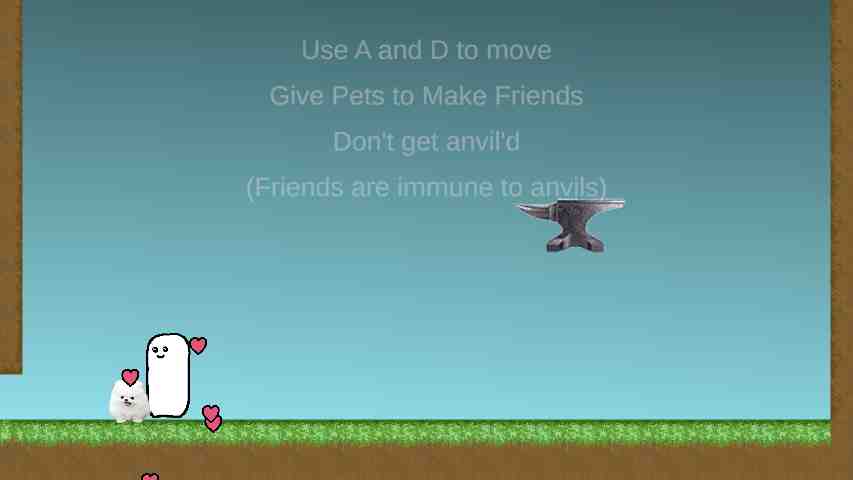 Use A and D to move
Give Pets to Make Friends
Don't get anvil'd
(Friends are immune to anvils)